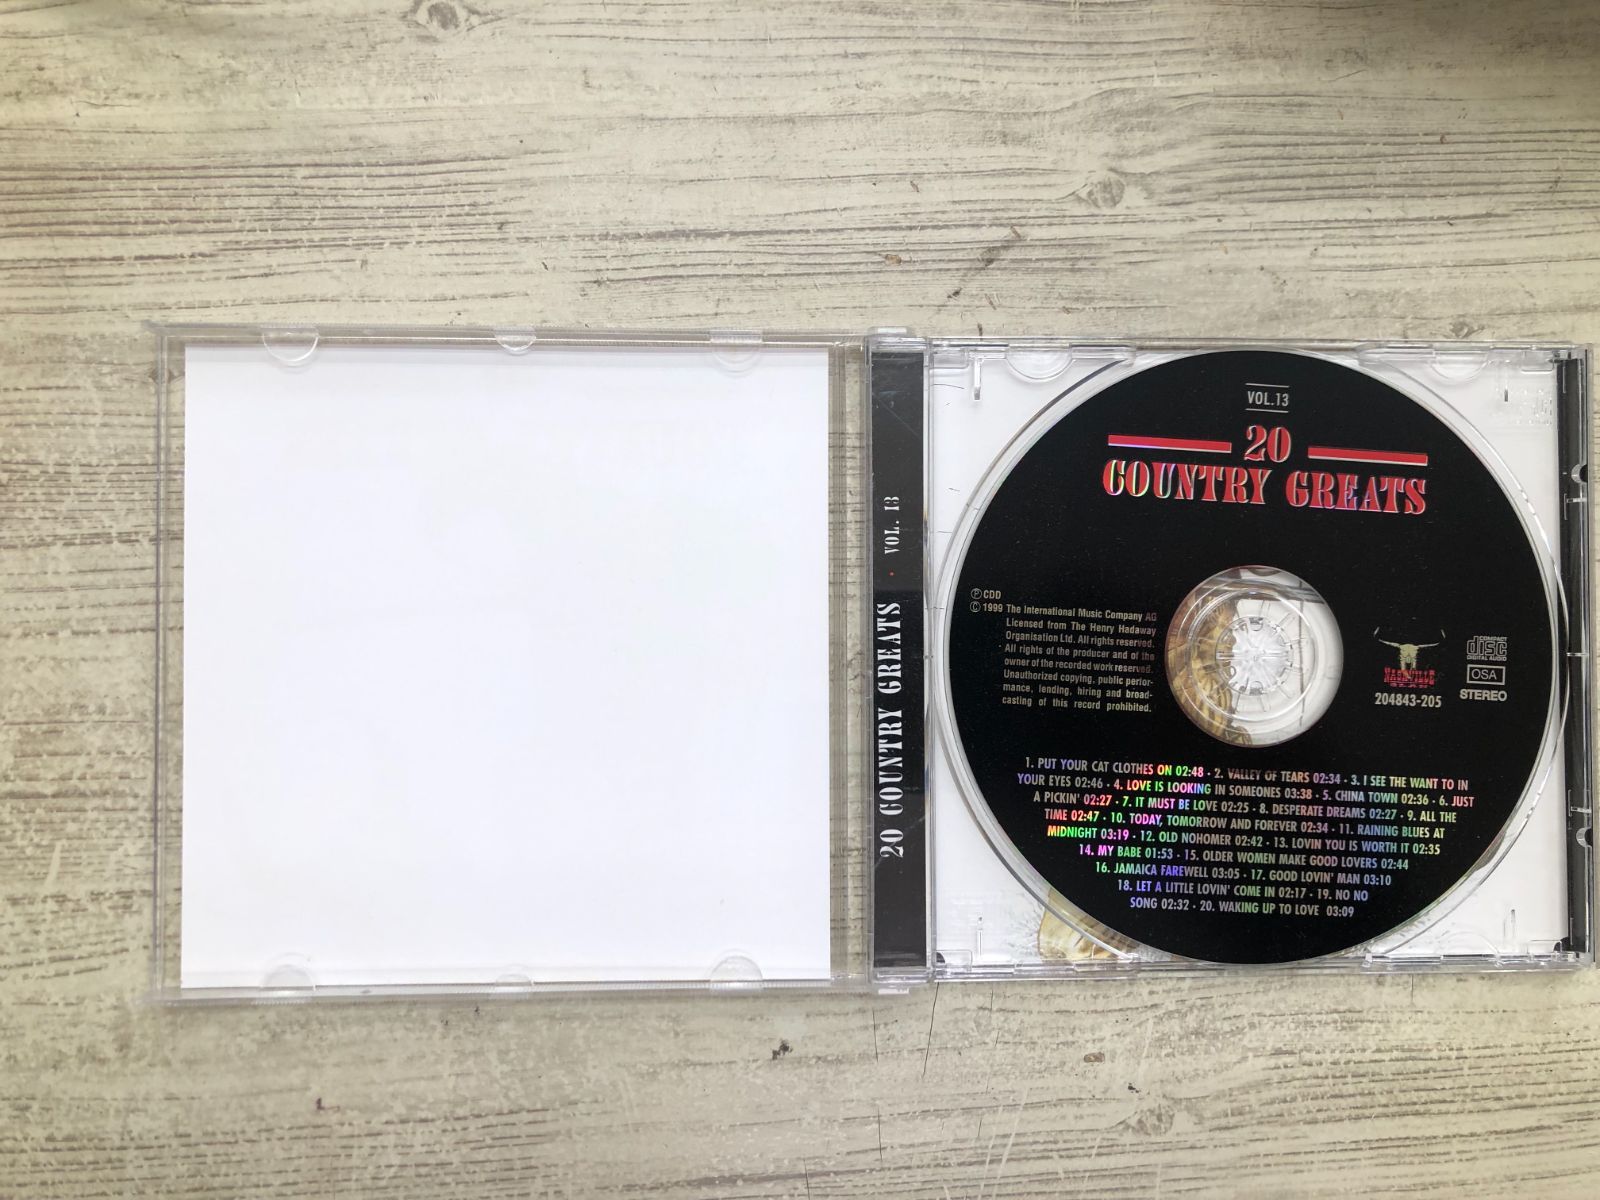 20 COUNTRY GREATS · VOL. 13
VOL.13
20
COUNTRY GREATS
Ⓟ CDD
© 1999 The International Music Company AG
Licensed from The Henry Hadaway
Organisation Ltd. All rights reserved.
All rights of the producer and of the
owner of the recorded work reserved.
Unauthorized copying, public perfor-
mance, lending, hiring and broad-
casting of this record prohibited.
NASHVILLE
204843-205
COMPACT
disc
DIGITAL AUDIO
OSA
STEREO
1. PUT YOUR CAT CLOTHES ON 02:48 · 2. VALLEY OF TEARS 02:34 · 3. I SEE THE WANT TO IN
YOUR EYES 02:46 · 4. LOVE IS LOOKING IN SOMEONES 03:38 · 5. CHINA TOWN 02:36 · 6. JUST
A PICKIN' 02:27 · 7. IT MUST BE LOVE 02:25 · 8. DESPERATE DREAMS 02:27 · 9. ALL THE
TIME 02:47 · 10. TODAY, TOMORROW AND FOREVER 02:34 · 11. RAINING BLUES AT
MIDNIGHT 03:19 · 12. OLD NOHOMER 02:42 · 13. LOVIN YOU IS WORTH IT 02:35
14. MY BABE 01:53 · 15. OLDER WOMEN MAKE GOOD LOVERS 02:44
16. JAMAICA FAREWELL 03:05 · 17. GOOD LOVIN' MAN 03:10
18. LET A LITTLE LOVIN' COME IN 02:17 · 19. NO NO
SONG 02:32 · 20. WAKING UP TO LOVE 03:09